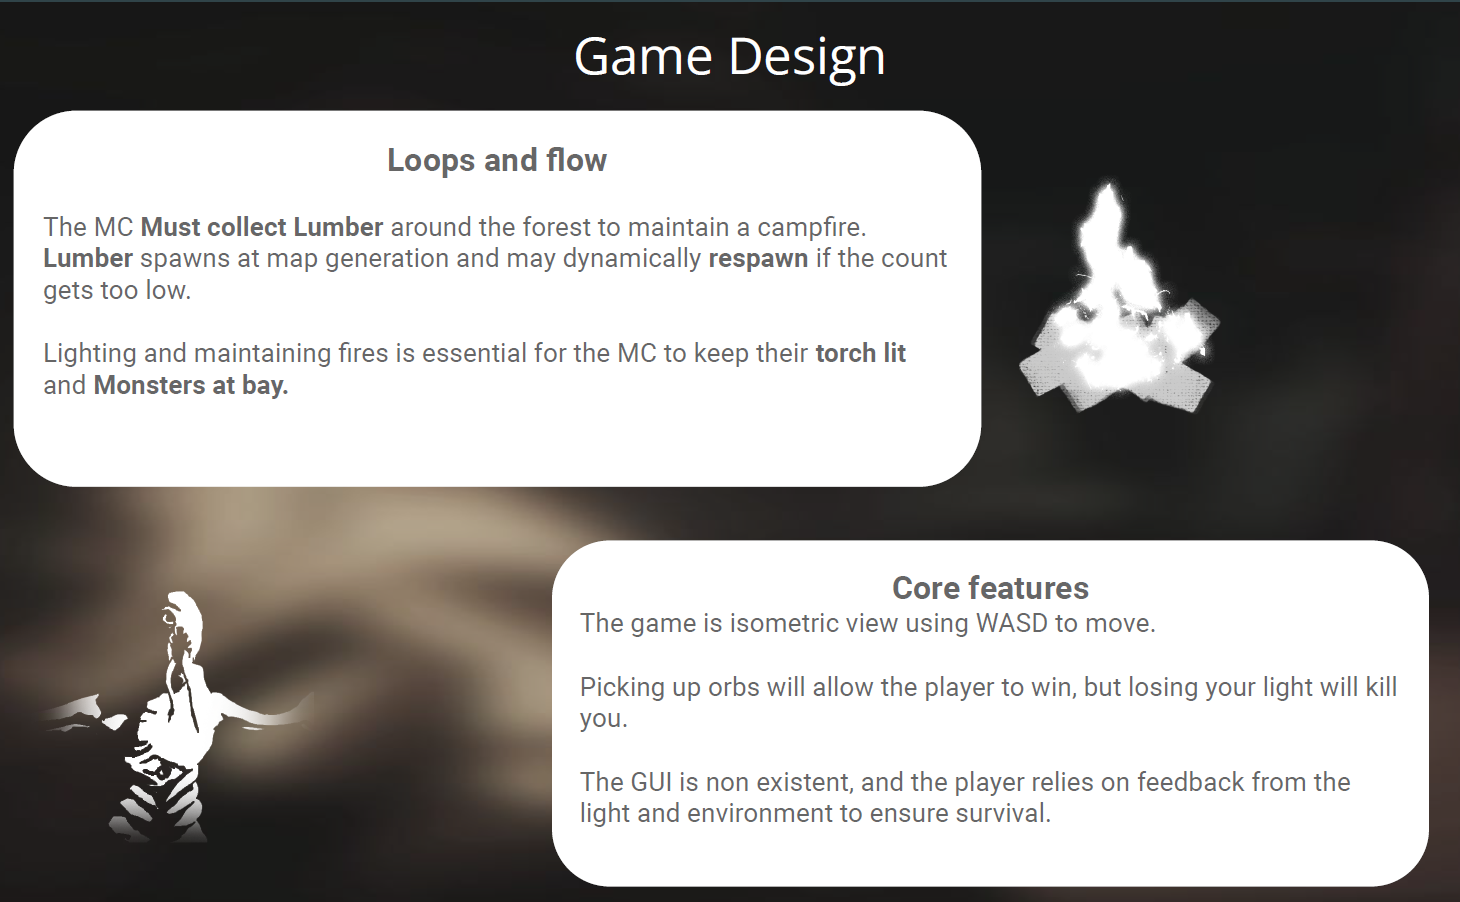 Game Design
Loops and flow
The MC Must collect Lumber around the forest to maintain a campfire.
Lumber spawns at map generation and may dynamically respawn if the count
gets too low.
Lighting and maintaining fires is essential for the MC to keep their torch lit
and Monsters at bay.
Core features
The game is isometric view using WASD to move.
Picking up orbs will allow the player to win, but losing your light will kill
you.
The GUI is non existent, and the player relies on feedback from the
light and environment to ensure survival.